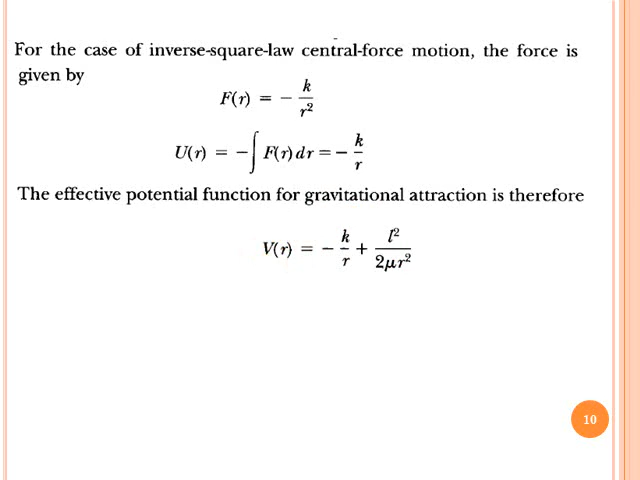 For the case of inverse-square-law central-force motion, the force is
given by
F(r) = − k/r²
U(r) = −∫ F(r) dr = − k/r
The effective potential function for gravitational attraction is therefore
V(r) = − k/r + l²/2μr²
10